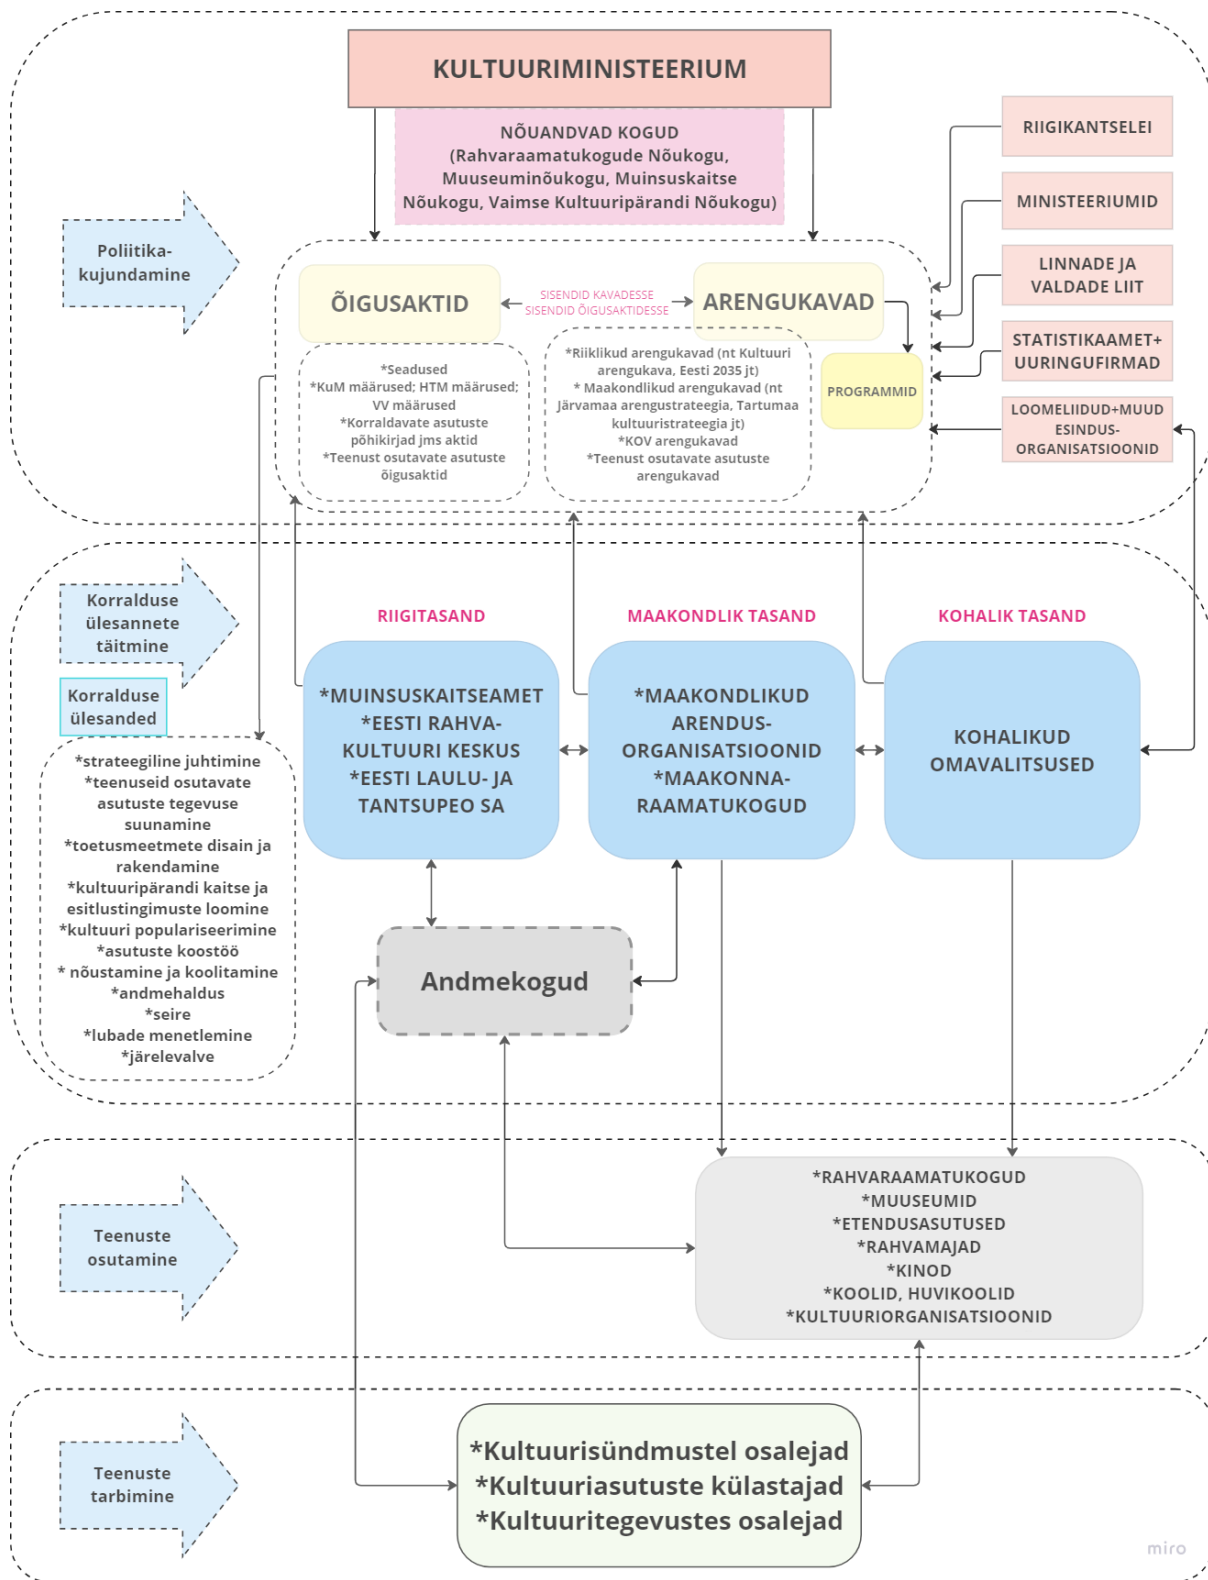 KULTUURIMINISTEERIUM
NÕUANDVAD KOGUD
(Rahvaraamatukogude Nõukogu,
Muuseuminõukogu, Muinsuskaitse
Nõukogu, Vaimse Kultuuripärandi Nõukogu)
RIIGIKANTSELEI
MINISTEERIUMID
LINNADE JA
VALDADE LIIT
STATISTIKAAMET+
UURINGUFIRMAD
LOOMELIIDUD+MUUD
ESINDUS-
ORGANISATSIOONID
Poliitika-
kujundamine
ÕIGUSAKTID
SISENDID KAVADESSE
SISENDID ÕIGUSAKTIDESSE
ARENGUKAVAD
PROGRAMMID
*Seadused
*KuM määrused; HTM määrused;
VV määrused
*Korraldavate asutuste
põhikirjad jms aktid
*Teenust osutavate asutuste
õigusaktid
*Riiklikud arengukavad (nt Kultuuri
arengukava, Eesti 2035 jt)
* Maakondlikud arengukavad (nt
Järvamaa arengustrateegia, Tartumaa
kultuuristrateegia jt)
*KOV arengukavad
*Teenust osutavate asutuste
arengukavad
Korralduse
ülesannete
täitmine
Korralduse
ülesanded
*strateegiline juhtimine
*teenuseid osutavate
asutuste tegevuse
suunamine
*toetusmeetmete disain ja
rakendamine
*kultuuripärandi kaitse ja
esitlustingimuste loomine
*kultuuri populariseerimine
*asutuste koostöö
* nõustamine ja koolitamine
*andmehaldus
*seire
*lubade menetlemine
*järelevalve
RIIGITASAND
MAAKONDLIK TASAND
KOHALIK TASAND
*MUINSUSKAITSEAMET
*EESTI RAHVA-
KULTUURI KESKUS
*EESTI LAULU- JA
TANTSUPEO SA
*MAAKONDLIKUD
ARENDUS-
ORGANISATSIOONID
*MAAKONNA-
RAAMATUKOGUD
KOHALIKUD
OMAVALITSUSED
Andmekogud
Teenuste
osutamine
*RAHVARAAMATUKOGUD
*MUUSEUMID
*ETENDUSASUTUSED
*RAHVAMAJAD
*KINOD
*KOOLID, HUVIKOOLID
*KULTUURIORGANISATSIOONID
Teenuste
tarbimine
*Kultuurisündmustel osalejad
*Kultuuriasutuste külastajad
*Kultuuritegevustes osalejad
miro